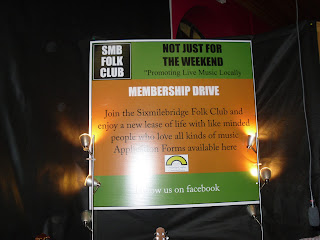 SMB
FOLK
CLUB
NOT JUST FOR
THE WEEKEND
"Promoting Live Music Locally
MEMBERSHIP DRIVE
Join the Sixmilebridge Folk Club and
enjoy a new lease of life with like minded
people who love all kinds of music
Application Forms available here
us on facebook